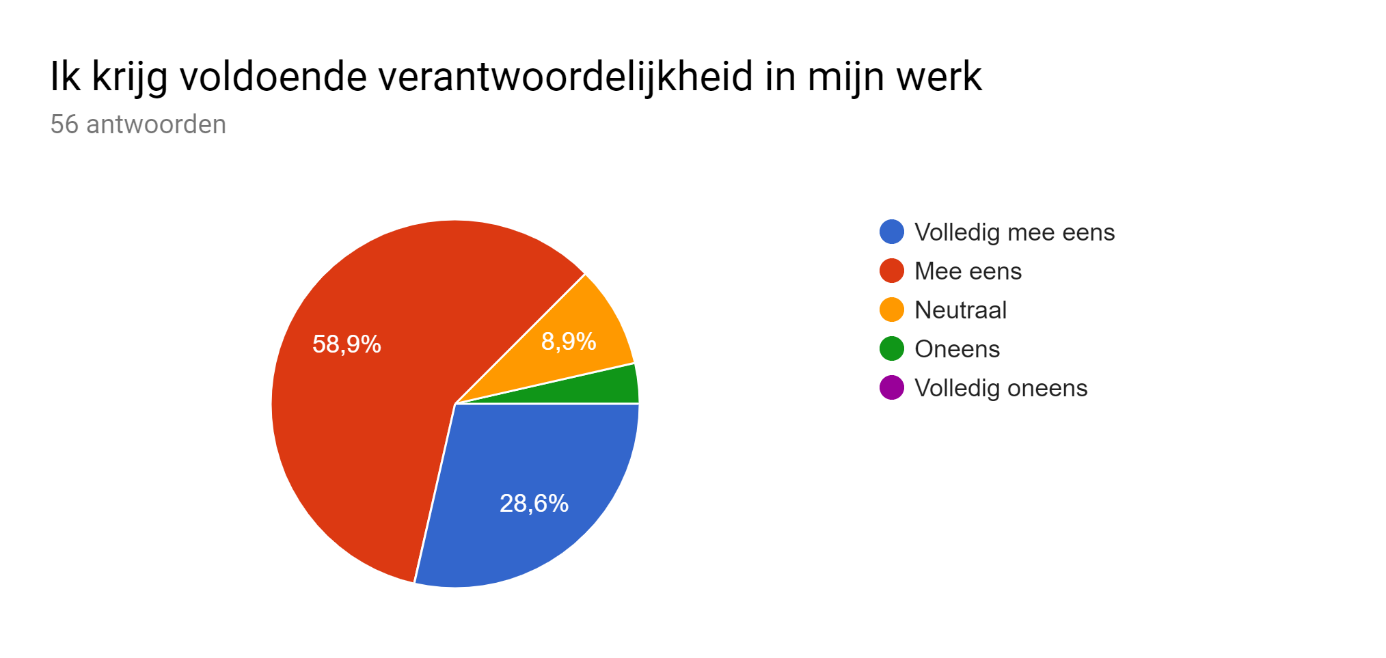 Ik krijg voldoende verantwoordelijkheid in mijn werk
56 antwoorden
58,9%
8,9%
28,6%
Volledig mee eens
Mee eens
Neutraal
Oneens
Volledig oneens